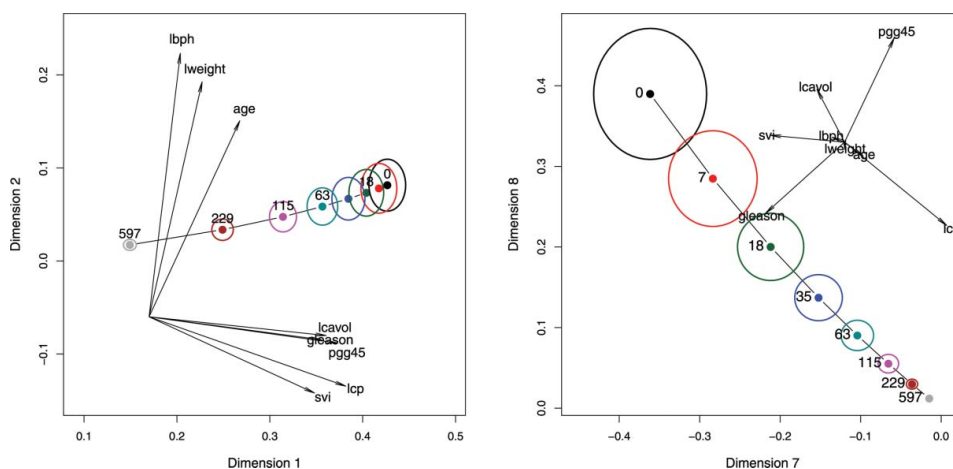 lbph
lweight
age
0
18
63
115
229
597
lcavol
gleason
pgg45
lcp
svi
0.2
0.1
0.0
−0.1
Dimension 2
0.1
0.2
0.3
0.4
0.5
Dimension 1
pgg45
0
lcavol
svi
lbph
lweight
age
7
gleason
lc
18
35
63
115
229
597
0.4
0.3
0.2
0.1
0.0
Dimension 8
−0.4
−0.3
−0.2
−0.1
0.0
Dimension 7